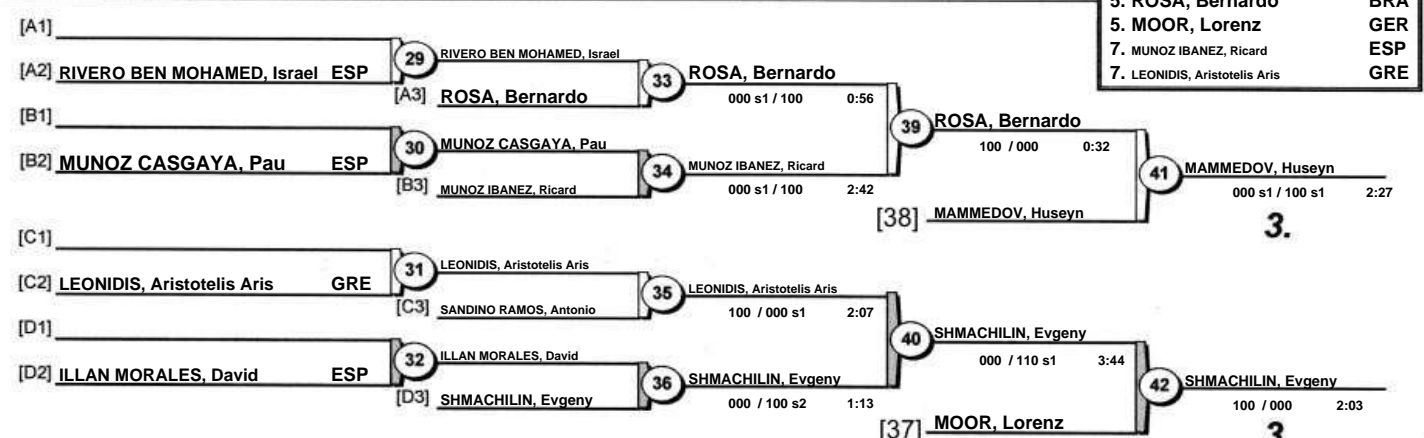 5. ROSA, Bernardo BRA
5. MOOR, Lorenz GER
7. MUNOZ IBANEZ, Ricard ESP
7. LEONIDIS, Aristotelis Aris GRE
[A1]
[A2] RIVERO BEN MOHAMED, Israel ESP
29
RIVERO BEN MOHAMED, Israel
[A3] ROSA, Bernardo
33
ROSA, Bernardo
000 s1 / 100 0:56
[B1]
[B2] MUNOZ CASGAYA, Pau ESP
30
MUNOZ CASGAYA, Pau
[B3] MUNOZ IBANEZ, Ricard
34
MUNOZ IBANEZ, Ricard
000 s1 / 100 2:42
39
ROSA, Bernardo
100 / 000 0:32
[38] MAMMEDOV, Huseyn
41
MAMMEDOV, Huseyn
000 s1 / 100 s1 2:27
3.
[C1]
[C2] LEONIDIS, Aristotelis Aris GRE
31
LEONIDIS, Aristotelis Aris
[C3] SANDINO RAMOS, Antonio
35
LEONIDIS, Aristotelis Aris
100 / 000 s1 2:07
[D1]
[D2] ILLAN MORALES, David ESP
32
ILLAN MORALES, David
[D3] SHMACHILIN, Evgeny
36
SHMACHILIN, Evgeny
000 / 100 s2 1:13
40
SHMACHILIN, Evgeny
000 / 110 s1 3:44
[37] MOOR, Lorenz
42
SHMACHILIN, Evgeny
100 / 000 2:03
3.